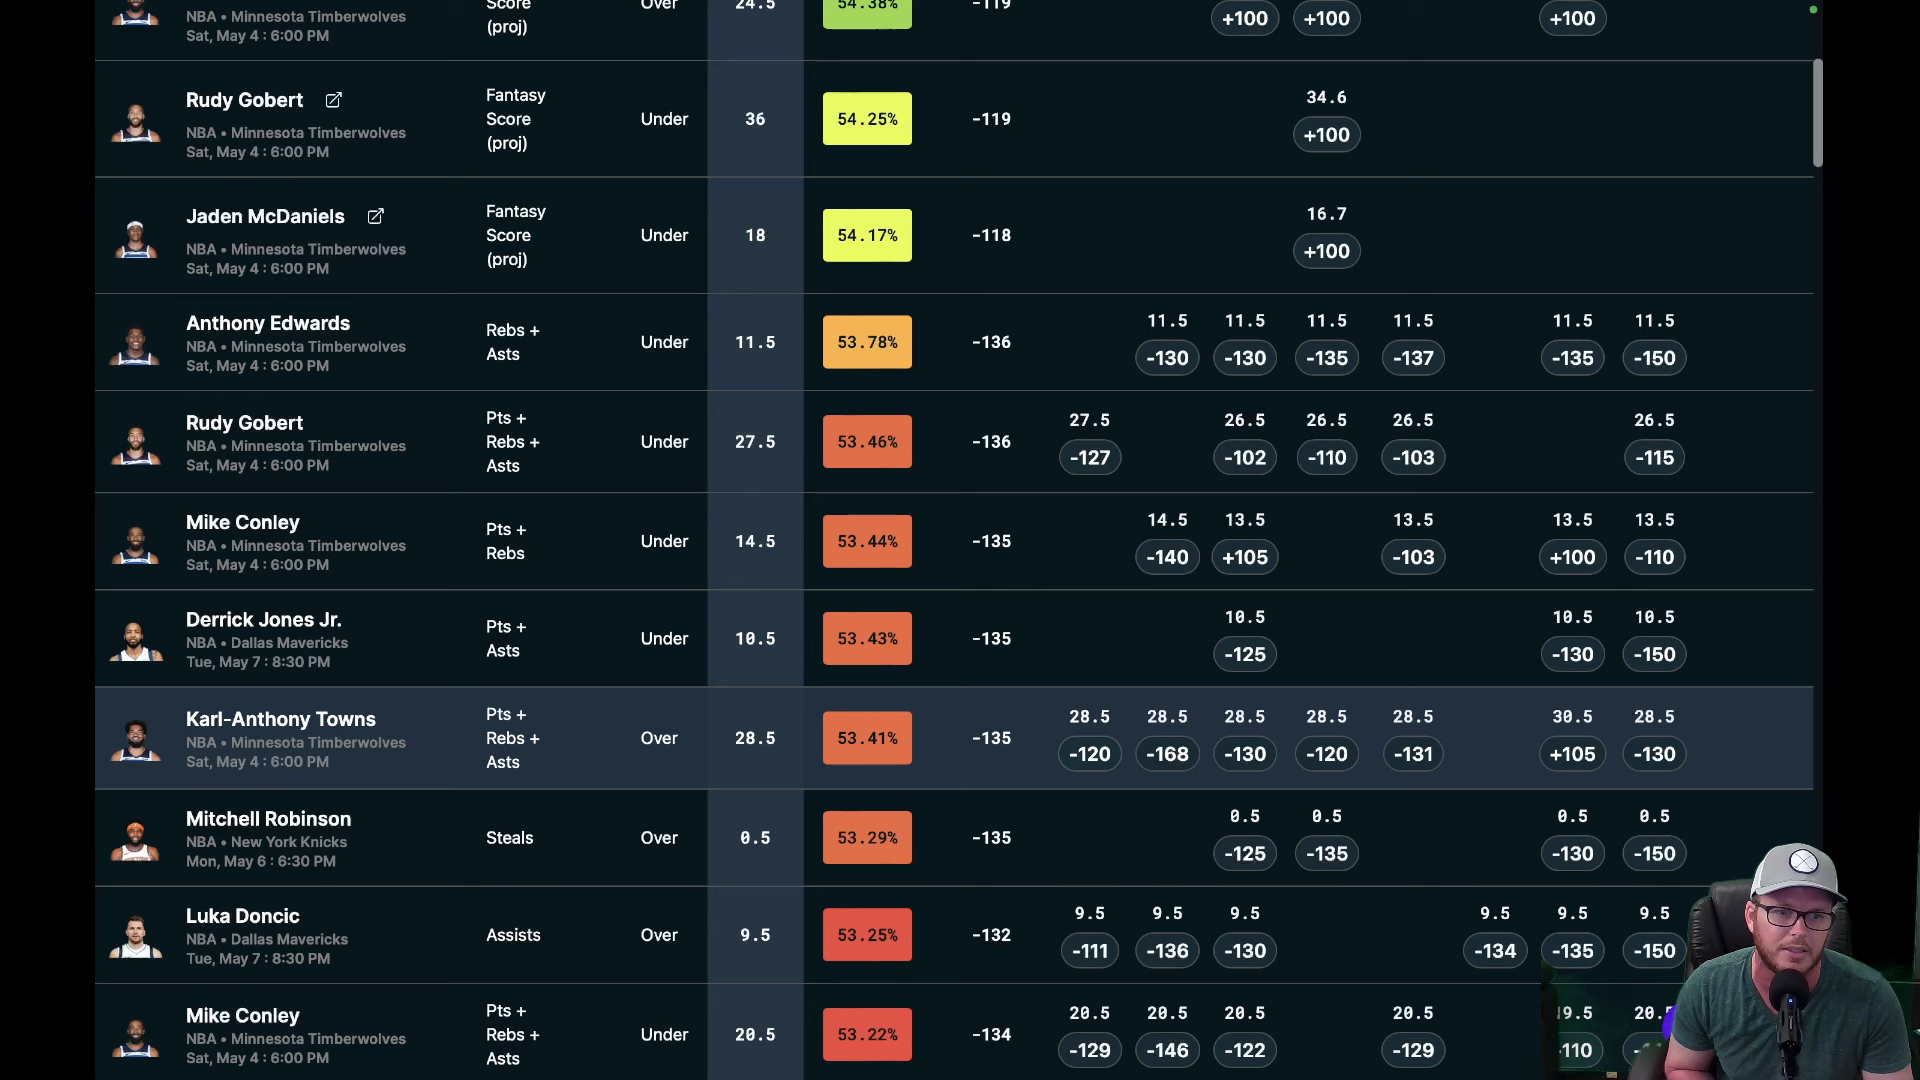 Score
Over
24.5
54.38%
-119
NBA • Minnesota Timberwolves
(proj)
+100
+100
+100
Sat, May 4 : 6:00 PM
Rudy Gobert
Fantasy
Score
(proj)
Under
36
54.25%
-119
34.6
+100
NBA • Minnesota Timberwolves
Sat, May 4 : 6:00 PM
Jaden McDaniels
Fantasy
Score
(proj)
Under
18
54.17%
-118
16.7
+100
NBA • Minnesota Timberwolves
Sat, May 4 : 6:00 PM
Anthony Edwards
NBA • Minnesota Timberwolves
Sat, May 4 : 6:00 PM
Rebs +
Asts
Under
11.5
53.78%
-136
11.5 11.5 11.5 11.5 11.5 11.5
-130 -130 -135 -137 -135 -150
Rudy Gobert
NBA • Minnesota Timberwolves
Sat, May 4 : 6:00 PM
Pts +
Rebs +
Asts
Under
27.5
53.46%
-136
27.5 26.5 26.5 26.5 26.5
-127 -102 -110 -103 -115
Mike Conley
NBA • Minnesota Timberwolves
Sat, May 4 : 6:00 PM
Pts +
Rebs
Under
14.5
53.44%
-135
14.5 13.5 13.5 13.5 13.5
-140 +105 -103 +100 -110
Derrick Jones Jr.
NBA • Dallas Mavericks
Tue, May 7 : 8:30 PM
Pts +
Asts
Under
10.5
53.43%
-135
10.5 10.5 10.5
-125 -130 -150
Karl-Anthony Towns
NBA • Minnesota Timberwolves
Sat, May 4 : 6:00 PM
Pts +
Rebs +
Asts
Over
28.5
53.41%
-135
28.5 28.5 28.5 28.5 28.5 30.5 28.5
-120 -168 -130 -120 -131 +105 -130
Mitchell Robinson
NBA • New York Knicks
Mon, May 6 : 6:30 PM
Steals
Over
0.5
53.29%
-135
0.5 0.5 0.5 0.5
-125 -135 -130 -150
Luka Doncic
NBA • Dallas Mavericks
Tue, May 7 : 8:30 PM
Assists
Over
9.5
53.25%
-132
9.5 9.5 9.5 9.5 9.5 9.5
-111 -136 -130 -134 -135 -150
Mike Conley
NBA • Minnesota Timberwolves
Sat, May 4 : 6:00 PM
Pts +
Rebs +
Asts
Under
20.5
53.22%
-134
20.5 20.5 20.5 20.5
-129 -146 -122 -129